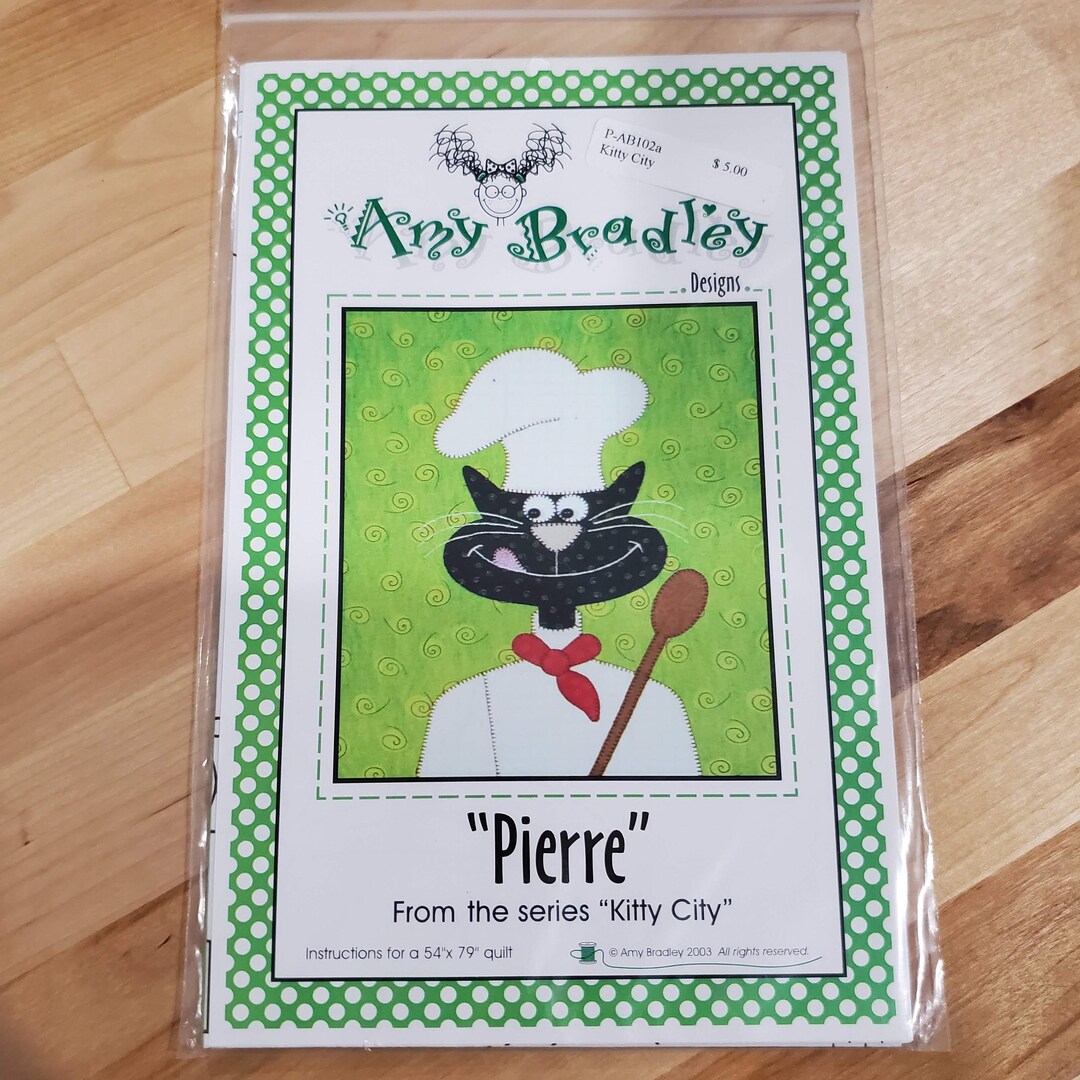 P-AB102a
Kitty City $ 5.00
Amy Bradley
Designs
"Pierre"
From the series "Kitty City"
Instructions for a 54"x 79" quilt
© Amy Bradley 2003 All rights reserved.